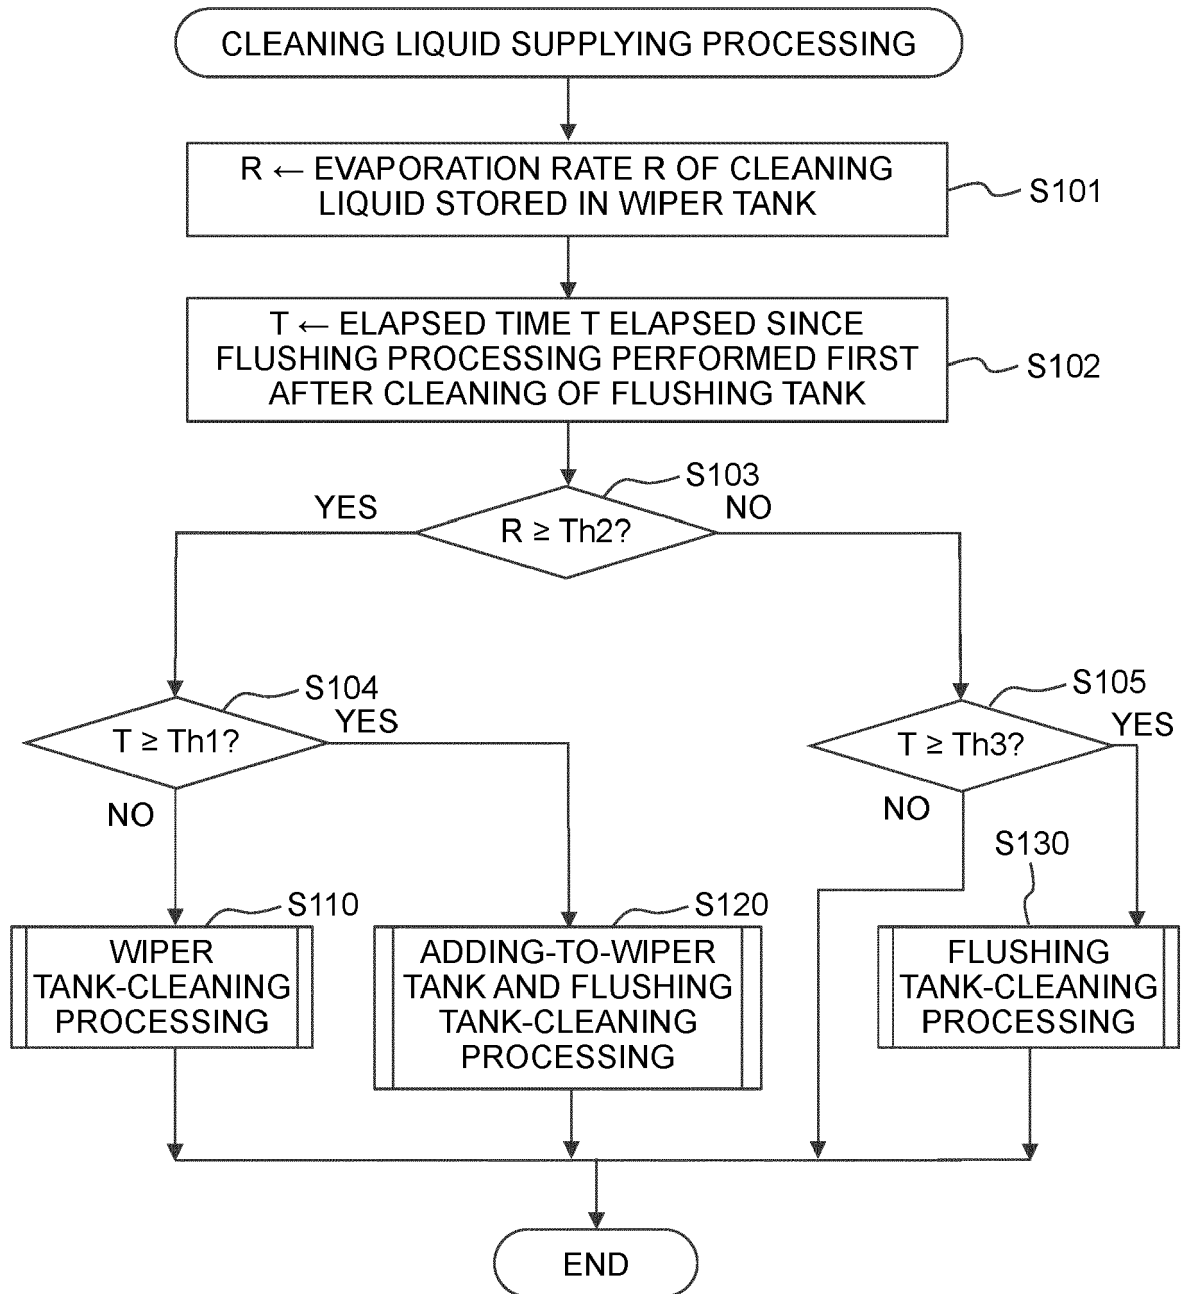 CLEANING LIQUID SUPPLYING PROCESSING
R ← EVAPORATION RATE R OF CLEANING
LIQUID STORED IN WIPER TANK
S101
T ← ELAPSED TIME T ELAPSED SINCE
FLUSHING PROCESSING PERFORMED FIRST
AFTER CLEANING OF FLUSHING TANK
S102
S103
YES
NO
R ≥ Th2?
S104
YES
T ≥ Th1?
NO
S105
YES
T ≥ Th3?
NO
S110
WIPER
TANK-CLEANING
PROCESSING
S120
ADDING-TO-WIPER
TANK AND FLUSHING
TANK-CLEANING
PROCESSING
S130
FLUSHING
TANK-CLEANING
PROCESSING
END